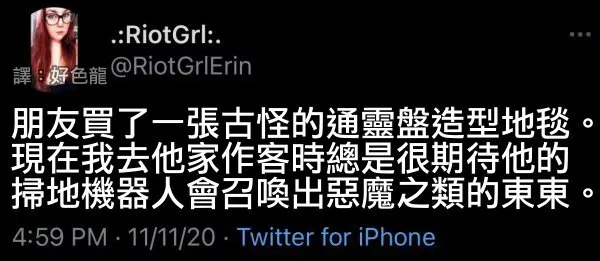 .:RiotGrl:.
譯：好色龍
@RiotGrlErin
朋友買了一張古怪的通靈盤造型地毯。
現在我去他家作客時總是很期待他的
掃地機器人會召喚出惡魔之類的東東。
4:59 PM · 11/11/20 · Twitter for iPhone